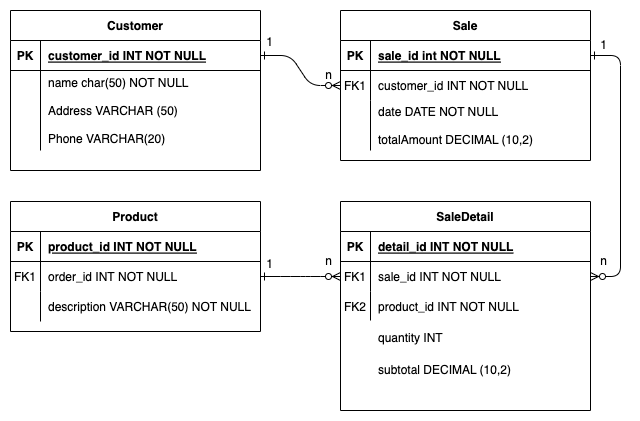 Customer
PK customer_id INT NOT NULL
name char(50) NOT NULL
Address VARCHAR (50)
Phone VARCHAR(20)
1
n
Sale
PK sale_id int NOT NULL
FK1 customer_id INT NOT NULL
date DATE NOT NULL
totalAmount DECIMAL (10,2)
1
n
Product
PK product_id INT NOT NULL
FK1 order_id INT NOT NULL
description VARCHAR(50) NOT NULL
1
n
SaleDetail
PK detail_id INT NOT NULL
FK1 sale_id INT NOT NULL
FK2 product_id INT NOT NULL
quantity INT
subtotal DECIMAL (10,2)